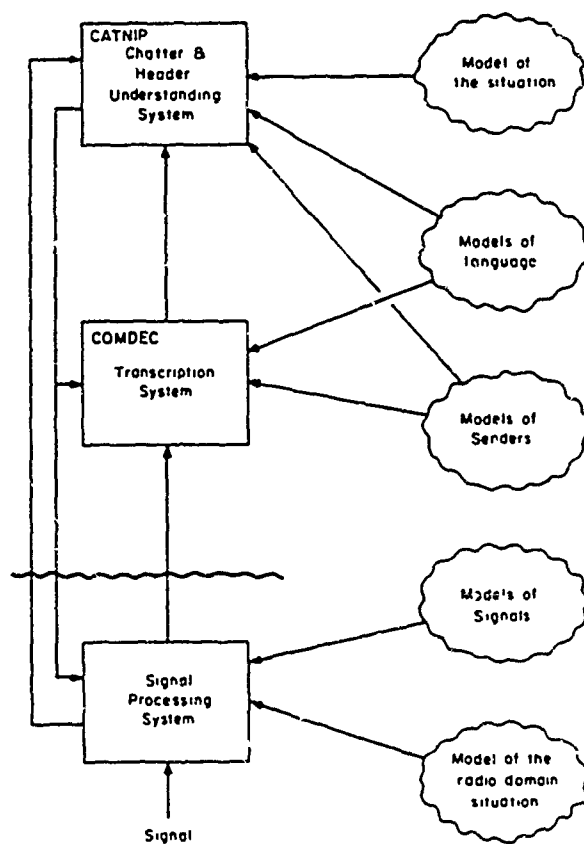 CATNIP
Chatter &
Header
Understanding
System
Model of
the situation
Models of
language
COMDEC
Transcription
System
Models of
Senders
Models of
Signals
Signal
Processing
System
Model of the
radio domain
situation
Signal